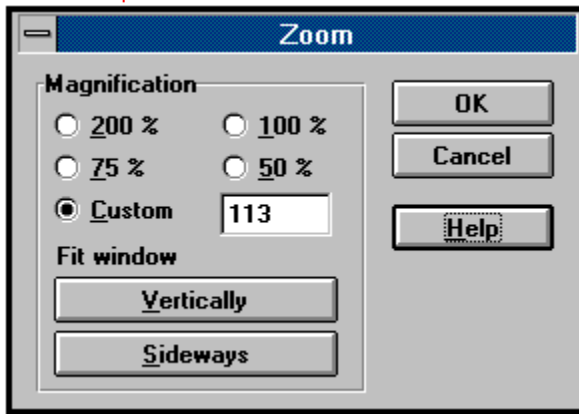 Zoom
Magnification
200 %
100 %
75 %
50 %
Custom
113
Fit window
Vertically
Sideways
OK
Cancel
Help